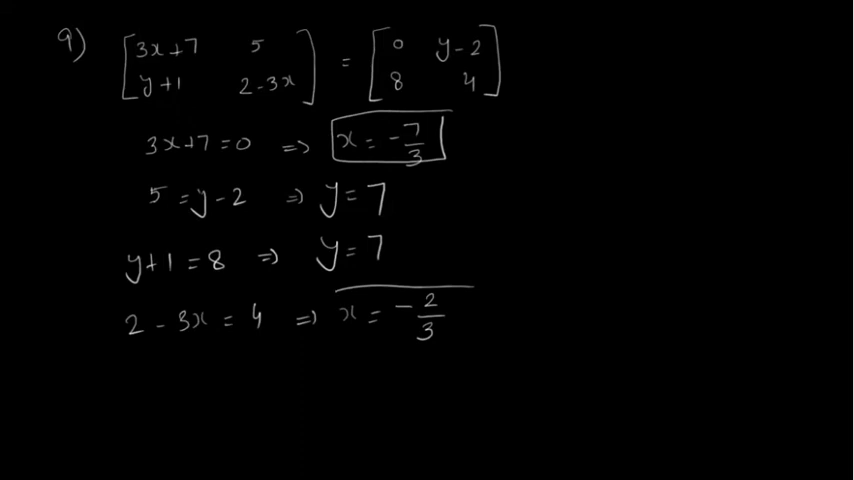 9) [3x+7 5] = [0 y-2]
[y+1 2-3x] [8 4]
3x+7=0 => x = -7/3
5 = y-2 => y = 7
y+1 = 8 => y = 7
2 - 3x = 4 => x = -2/3